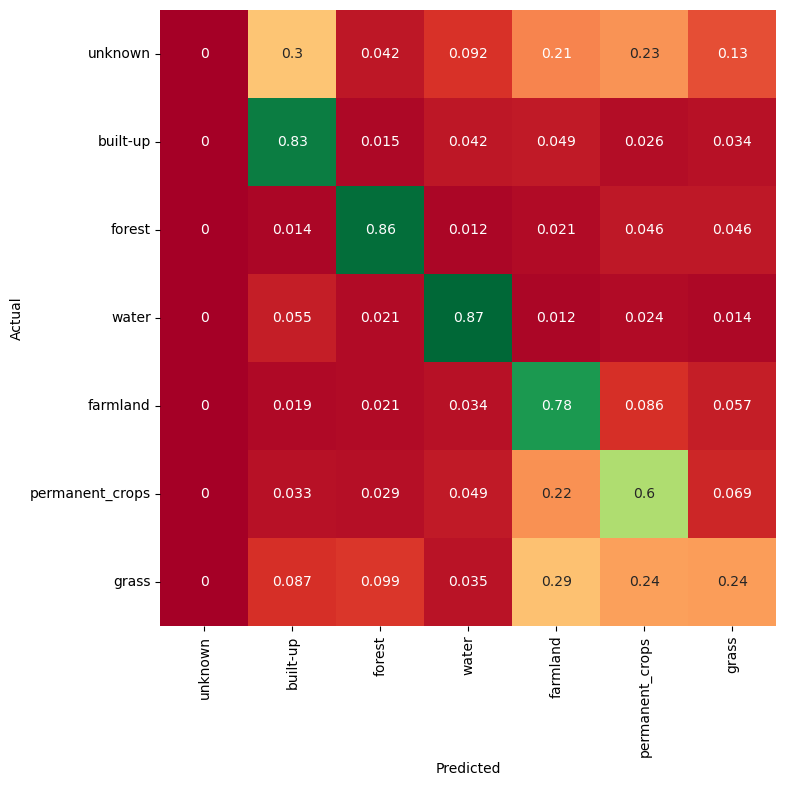 unknown 0 0.3 0.042 0.092 0.21 0.23 0.13
built-up 0 0.83 0.015 0.042 0.049 0.026 0.034
forest 0 0.014 0.86 0.012 0.021 0.046 0.046
water 0 0.055 0.021 0.87 0.012 0.024 0.014
farmland 0 0.019 0.021 0.034 0.78 0.086 0.057
permanent_crops 0 0.033 0.029 0.049 0.22 0.6 0.069
grass 0 0.087 0.099 0.035 0.29 0.24 0.24
Actual
unknown built-up forest water farmland permanent_crops grass
Predicted